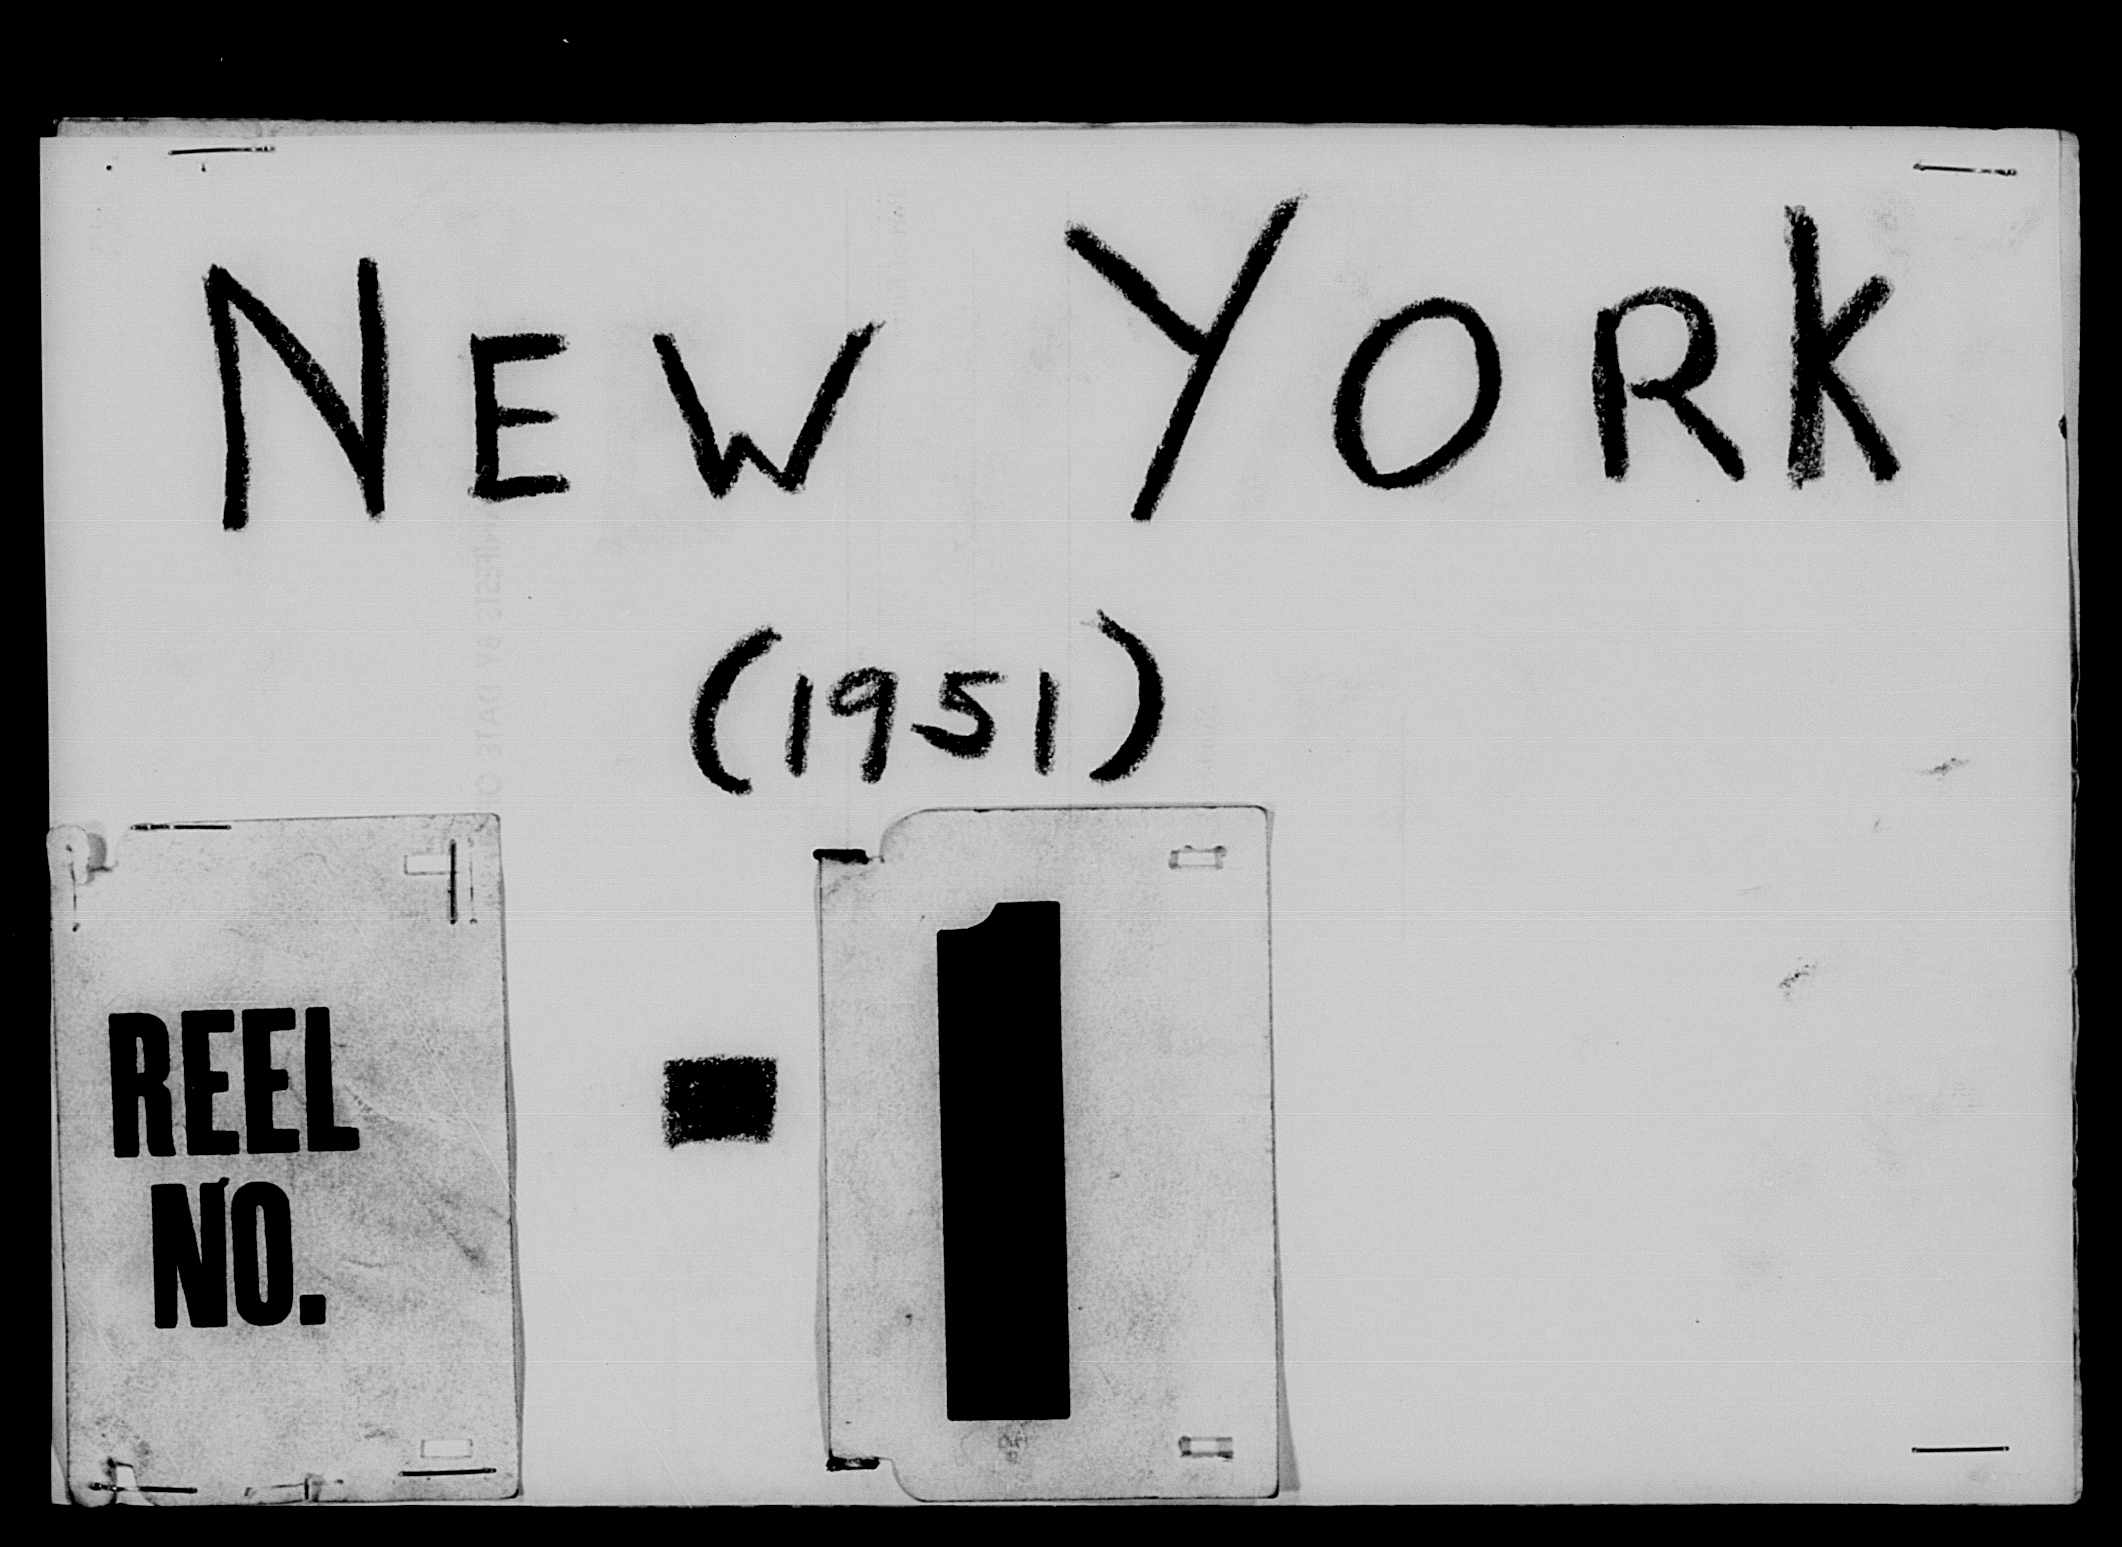 NEW YORK
(1951)
REEL
NO.
- 1